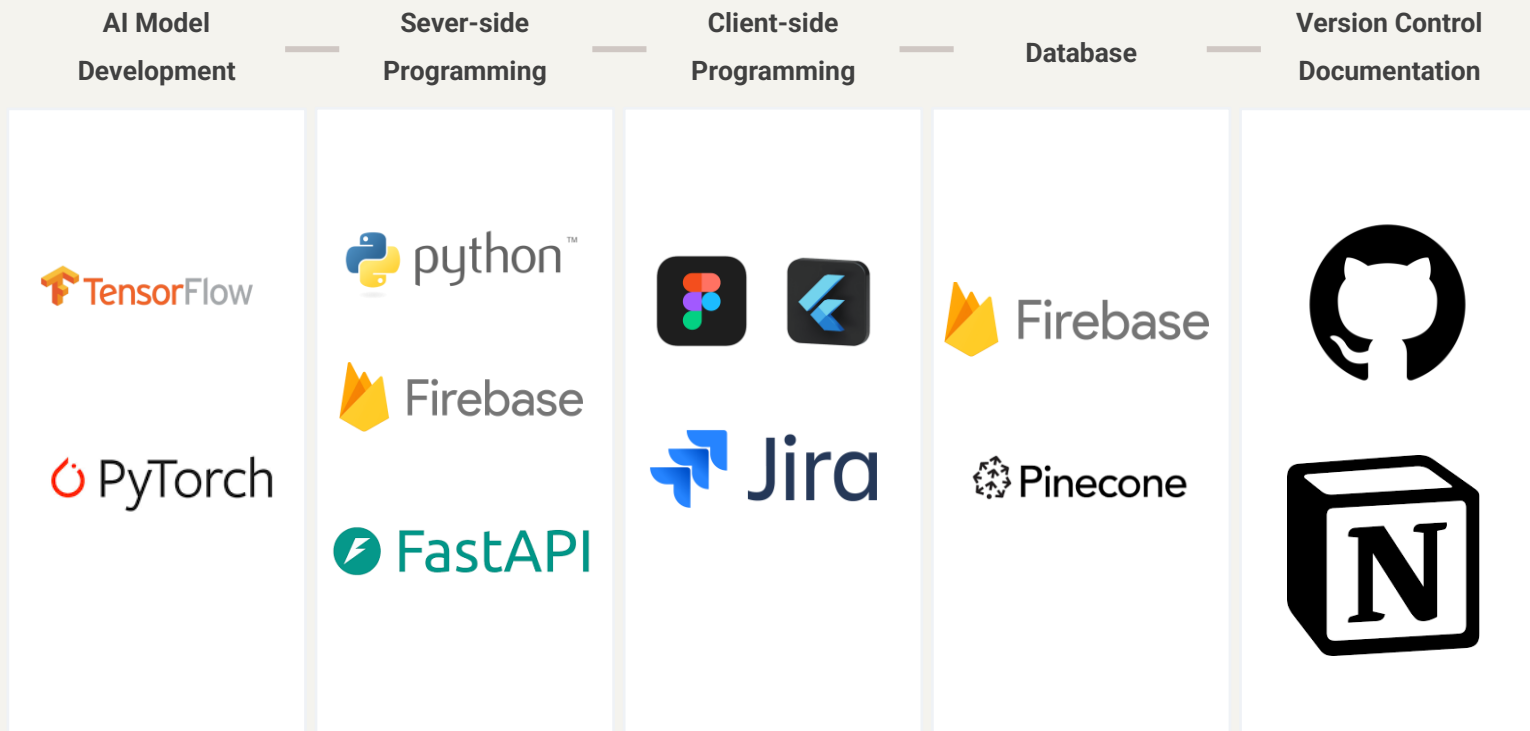 AI Model
Development
Sever-side
Programming
Client-side
Programming
Database
Version Control
Documentation
TensorFlow
PyTorch
python™
Firebase
FastAPI
Jira
Firebase
Pinecone
N